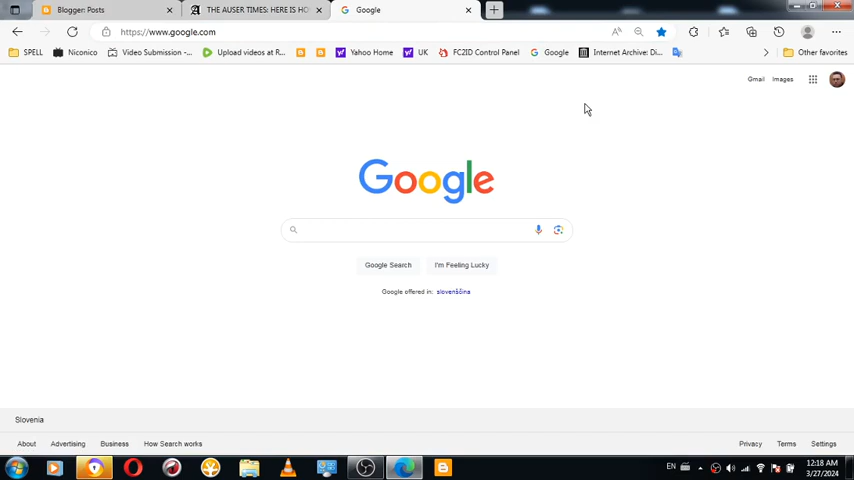 Blogger: Posts
THE AUSER TIMES: HERE IS HO
Google
https://www.google.com
SPELL
Niconico
Video Submission -...
Upload videos at R...
Yahoo Home
UK
FC2ID Control Panel
Google
Internet Archive: Di...
Other favorites
Gmail
Images
Google
Google Search
I'm Feeling Lucky
Google offered in: slovenščina
Slovenia
About
Advertising
Business
How Search works
Privacy
Terms
Settings
EN
12:18 AM
3/27/2024